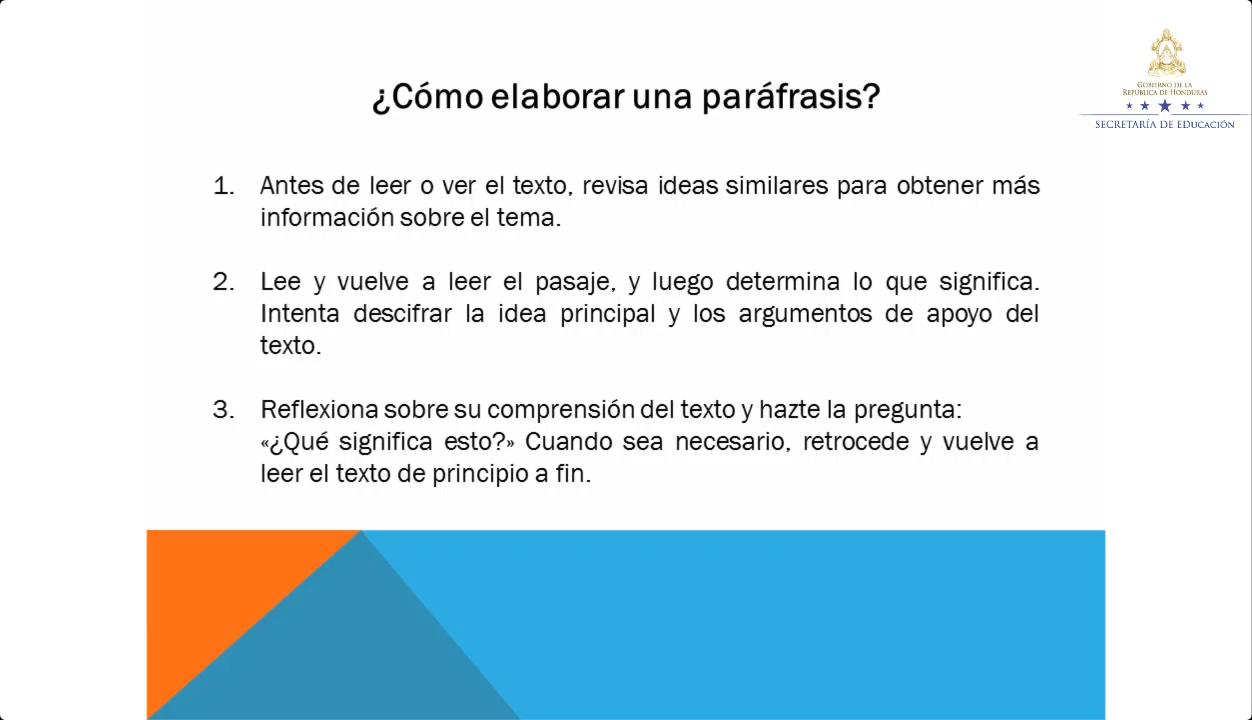 ¿Cómo elaborar una paráfrasis?
GOBIERNO DE LA
REPÚBLICA DE HONDURAS
SECRETARÍA DE EDUCACIÓN
1. Antes de leer o ver el texto, revisa ideas similares para obtener más
información sobre el tema.
2. Lee y vuelve a leer el pasaje, y luego determina lo que significa.
Intenta descifrar la idea principal y los argumentos de apoyo del
texto.
3. Reflexiona sobre su comprensión del texto y hazte la pregunta:
«¿Qué significa esto?» Cuando sea necesario, retrocede y vuelve a
leer el texto de principio a fin.